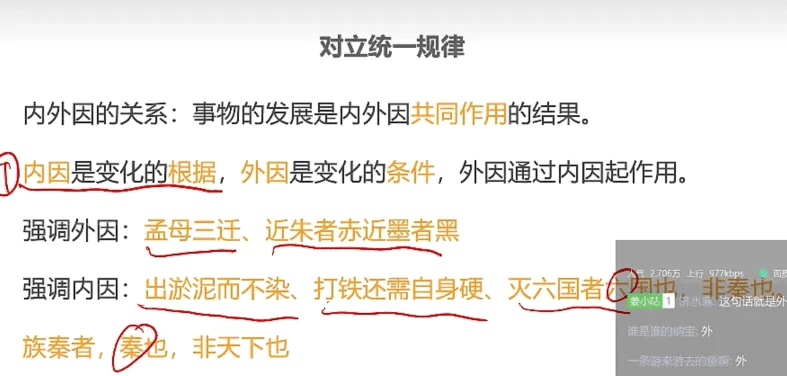 对立统一规律
内外因的关系：事物的发展是内外因共同作用的结果。
内因是变化的根据，外因是变化的条件，外因通过内因起作用。
强调外因：孟母三迁、近朱者赤近墨者黑
强调内因：出淤泥而不染、打铁还需自身硬、灭六国者六国也，非秦也
族秦者，秦也，非天下也
2.706万 上行 977kbps
姜小咕 1 这句话就是外
谁是谁的纳宝: 外
一条游来游去的鱼啊: 外